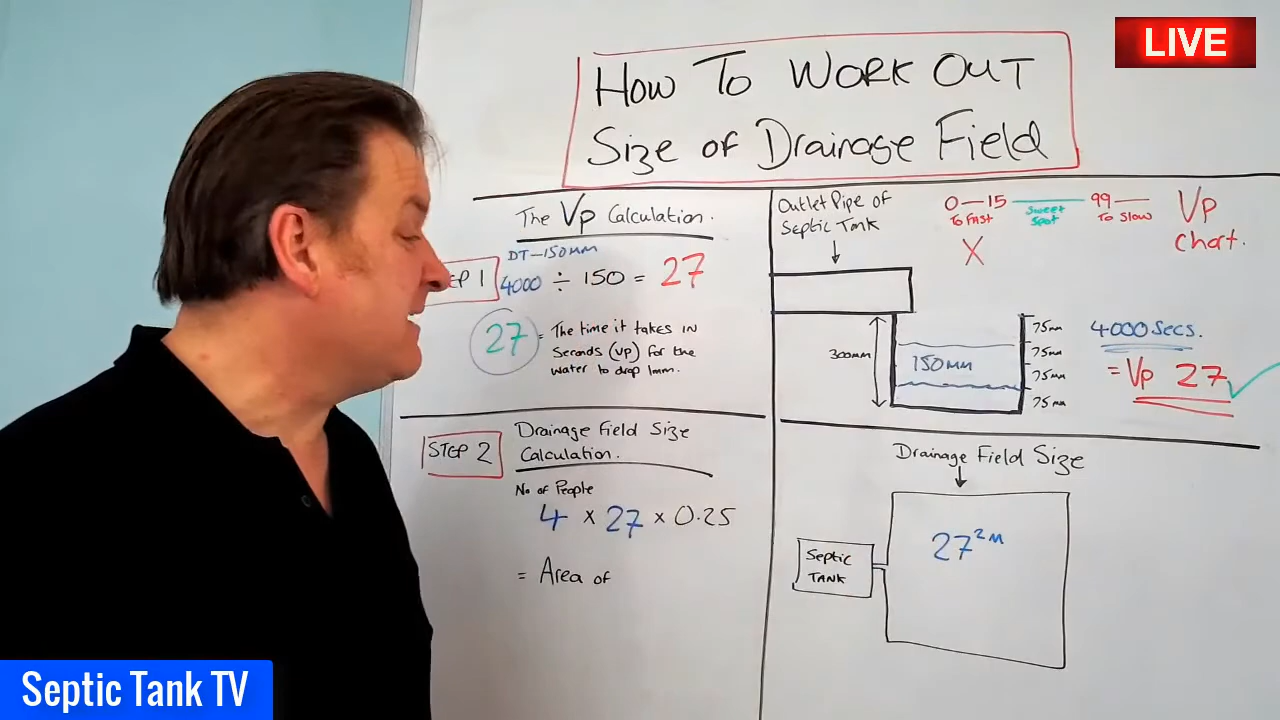 LIVE
How To WORK OUT
Size of Drainage Field
The Vp Calculation.
DT-150mm
EP 1
4000 ÷ 150 = 27
27 = The time it takes in
Seconds (VP) for the
water to drop 1mm.
STEP 2
Drainage Field Size
Calculation.
No of People
4 x 27 x 0.25
= Area of
Outlet Pipe of
Septic Tank
0-15
To Fast
X
Sweet
Spot
99-
To Slow
Vp
chart.
300mm
150mm
75mm
75mm
75mm
75mm
4000 Secs.
= Vp 27
Drainage Field Size
Septic
TANK
27²ᴹ
Septic Tank TV